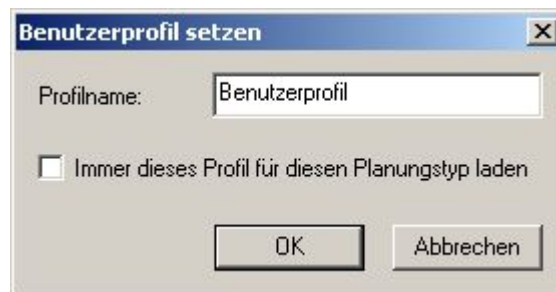 Benutzerprofil setzen
Profilname: Benutzerprofil
Immer dieses Profil für diesen Planungstyp laden
OK Abbrechen